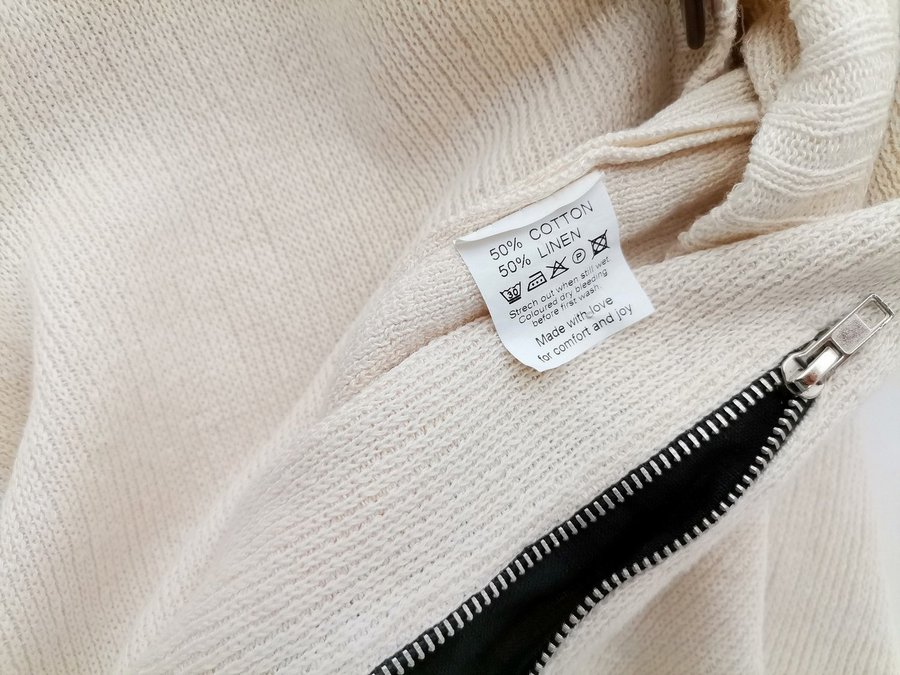 50% COTTON
50% LINEN
30 P
Strech out when still wet.
Coloured dry bleeding
before first wash.
Made with love
for comfort and joy